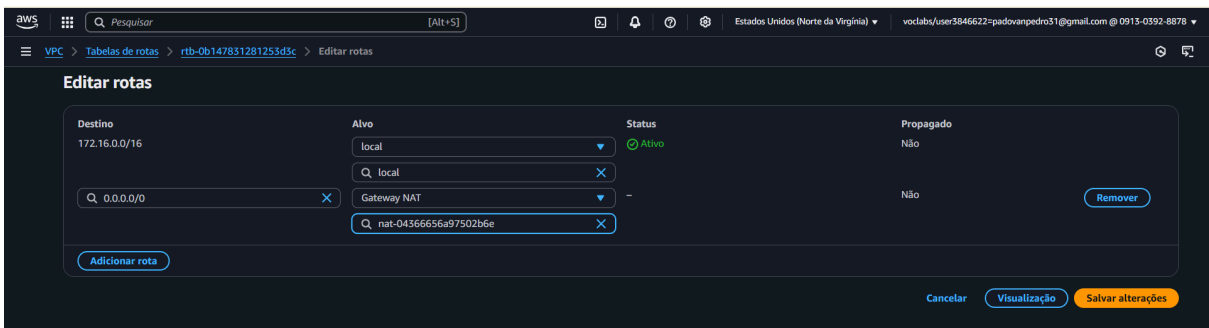 aws
Pesquisar [Alt+S] Estados Unidos (Norte da Virgínia) voclabs/user3846622=padovanpedro31@gmail.com @ 0913-0392-8878
VPC > Tabelas de rotas > rtb-0b147831281253d3c > Editar rotas
Editar rotas
Destino Alvo Status Propagado
172.16.0.0/16 local Ativo Não
local
0.0.0.0/0 Gateway NAT – Não Remover
nat-04366656a97502b6e
Adicionar rota
Cancelar Visualização Salvar alterações